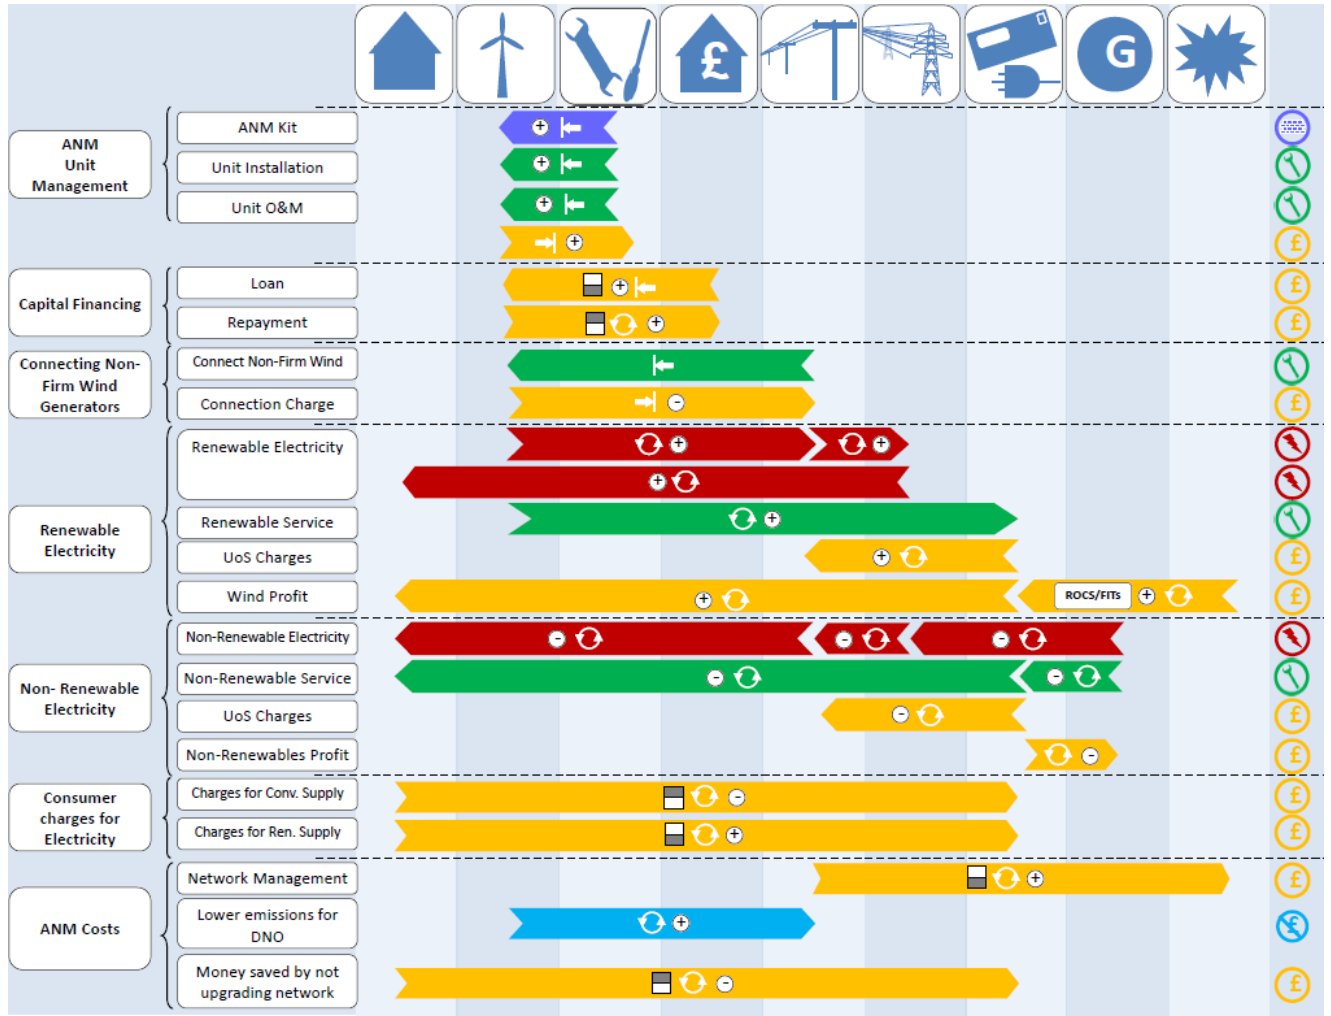 £
G
ANM
Unit
Management
ANM Kit
Unit Installation
Unit O&M
£
Capital Financing
Loan
£
Repayment
£
Connecting Non-
Firm Wind
Generators
Connect Non-Firm Wind
Connection Charge
£
Renewable
Electricity
Renewable Electricity
Renewable Service
UoS Charges
£
Wind Profit
ROCS/FITs
£
Non- Renewable
Electricity
Non-Renewable Electricity
Non-Renewable Service
UoS Charges
£
Non-Renewables Profit
£
Consumer
charges for
Electricity
Charges for Conv. Supply
£
Charges for Ren. Supply
£
ANM Costs
Network Management
£
Lower emissions for
DNO
£
Money saved by not
upgrading network
£